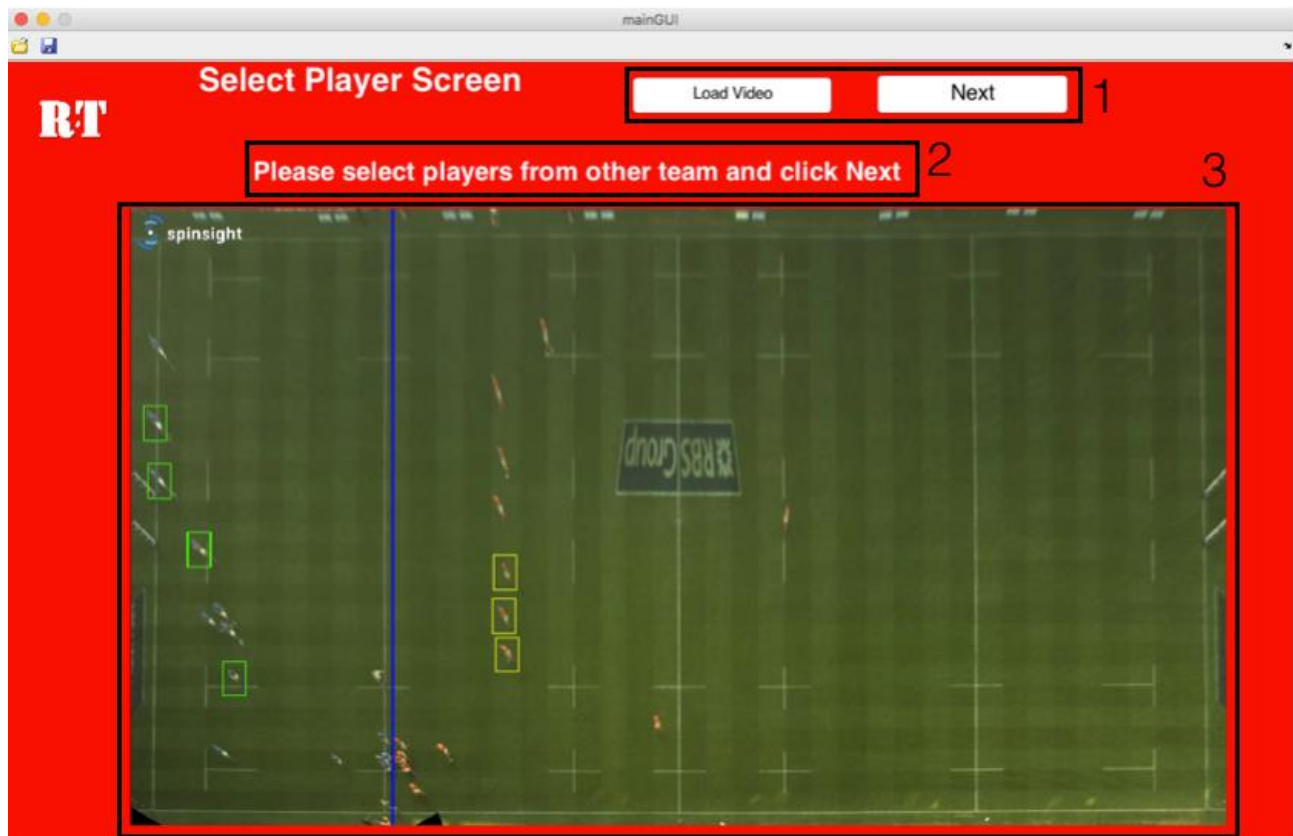 mainGUI
Select Player Screen
Load Video
Next
1
R:T
Please select players from other team and click Next
2
3
spinsight
RBS Group